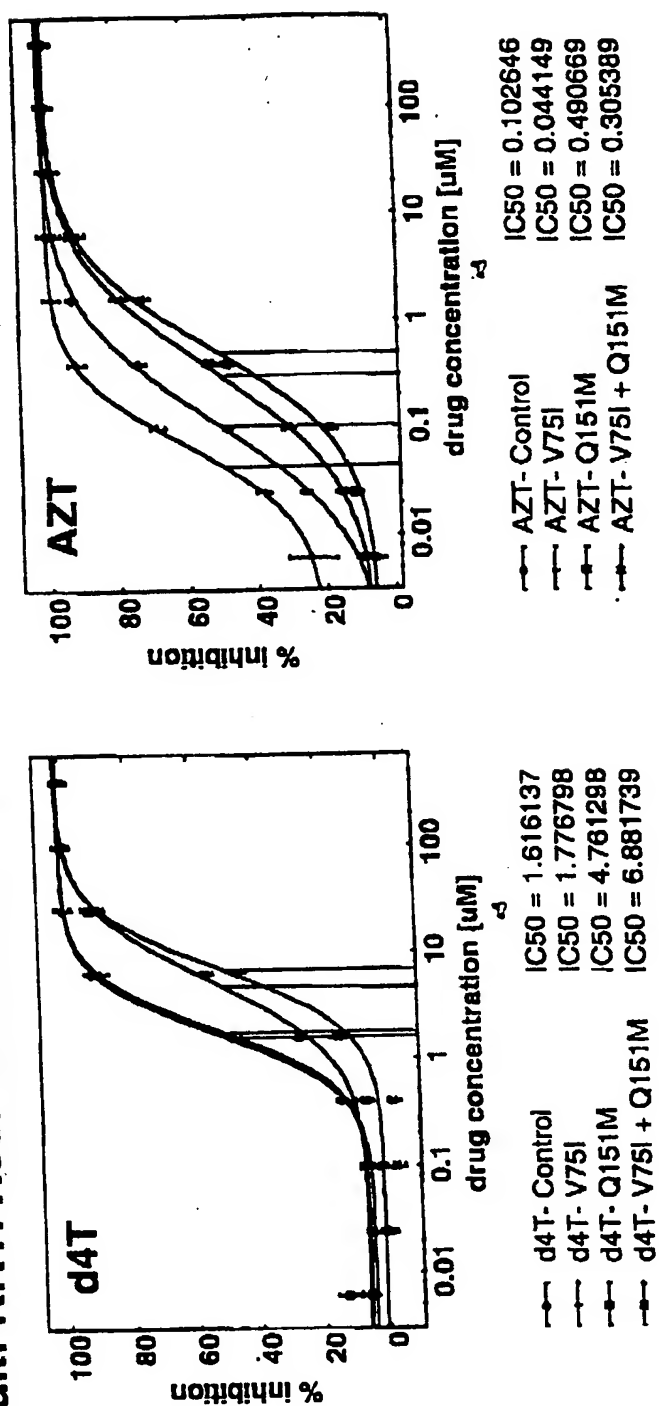 d4T
% inhibition
100
80
60
40
20
0
0.01
0.1
1
10
100
drug concentration [uM]
d4T- Control IC50 = 1.616137
d4T- V75I IC50 = 1.776798
d4T- Q151M IC50 = 4.761298
d4T- V75I + Q151M IC50 = 6.881739
AZT
% inhibition
100
80
60
40
20
0
0.01
0.1
1
10
100
drug concentration [uM]
AZT- Control IC50 = 0.102646
AZT- V75I IC50 = 0.044149
AZT- Q151M IC50 = 0.490669
AZT- V75I + Q151M IC50 = 0.305389